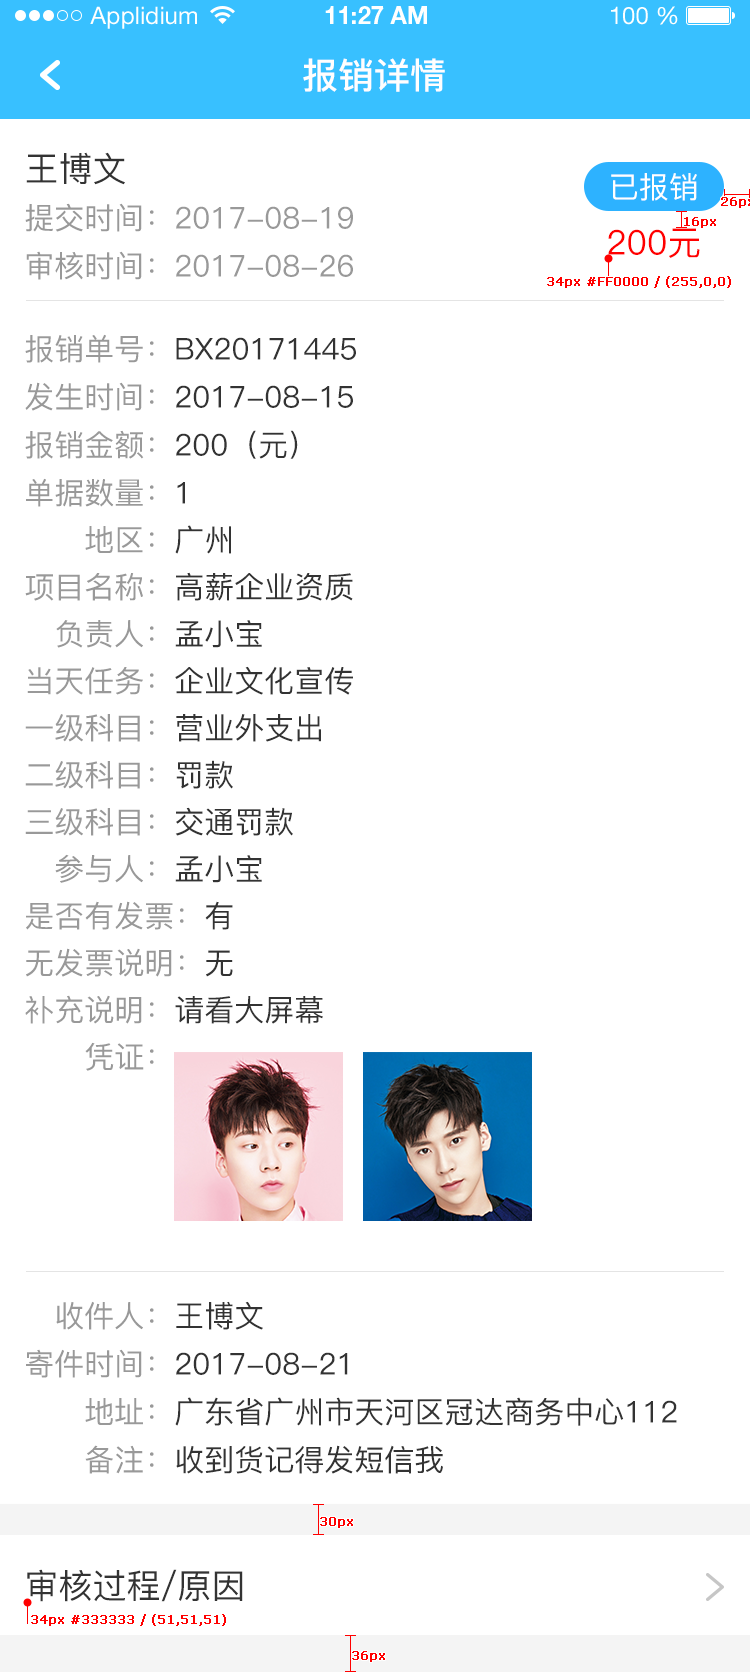 Applidium 11:27 AM 100 %
报销详情
王博文
已报销
26px
提交时间：2017-08-19
16px
200元
审核时间：2017-08-26
34px #FF0000 / (255,0,0)
报销单号：BX20171445
发生时间：2017-08-15
报销金额：200（元）
单据数量：1
地区：广州
项目名称：高薪企业资质
负责人：孟小宝
当天任务：企业文化宣传
一级科目：营业外支出
二级科目：罚款
三级科目：交通罚款
参与人：孟小宝
是否有发票：有
无发票说明：无
补充说明：请看大屏幕
凭证：
收件人：王博文
寄件时间：2017-08-21
地址：广东省广州市天河区冠达商务中心112
备注：收到货记得发短信我
30px
审核过程/原因
34px #333333 / (51,51,51)
36px